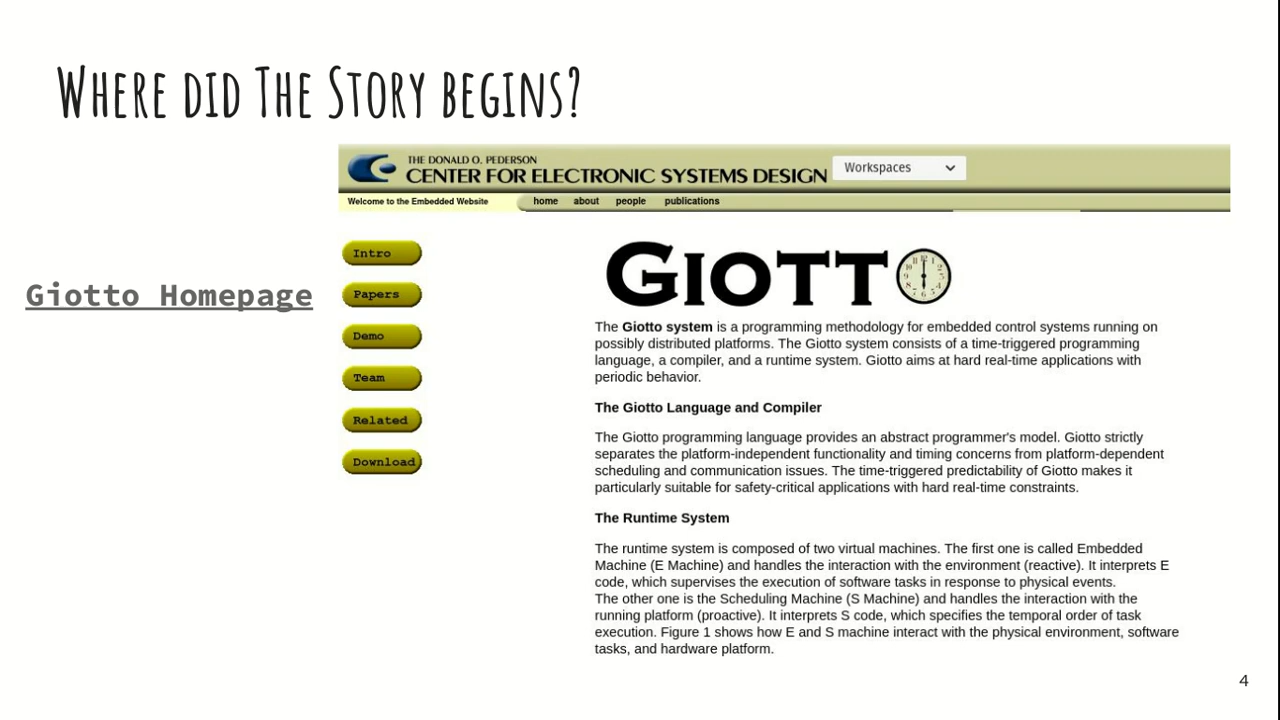 WHERE DID THE STORY BEGINS?
THE DONALD O. PEDERSON
CENTER FOR ELECTRONIC SYSTEMS DESIGN
Workspaces
Welcome to the Embedded Website
home about people publications
Giotto Homepage
Intro
Papers
Demo
Team
Related
Download
GIOTTO
The Giotto system is a programming methodology for embedded control systems running on
possibly distributed platforms. The Giotto system consists of a time-triggered programming
language, a compiler, and a runtime system. Giotto aims at hard real-time applications with
periodic behavior.
The Giotto Language and Compiler
The Giotto programming language provides an abstract programmer's model. Giotto strictly
separates the platform-independent functionality and timing concerns from platform-dependent
scheduling and communication issues. The time-triggered predictability of Giotto makes it
particularly suitable for safety-critical applications with hard real-time constraints.
The Runtime System
The runtime system is composed of two virtual machines. The first one is called Embedded
Machine (E Machine) and handles the interaction with the environment (reactive). It interprets E
code, which supervises the execution of software tasks in response to physical events.
The other one is the Scheduling Machine (S Machine) and handles the interaction with the
running platform (proactive). It interprets S code, which specifies the temporal order of task
execution. Figure 1 shows how E and S machine interact with the physical environment, software
tasks, and hardware platform.
4